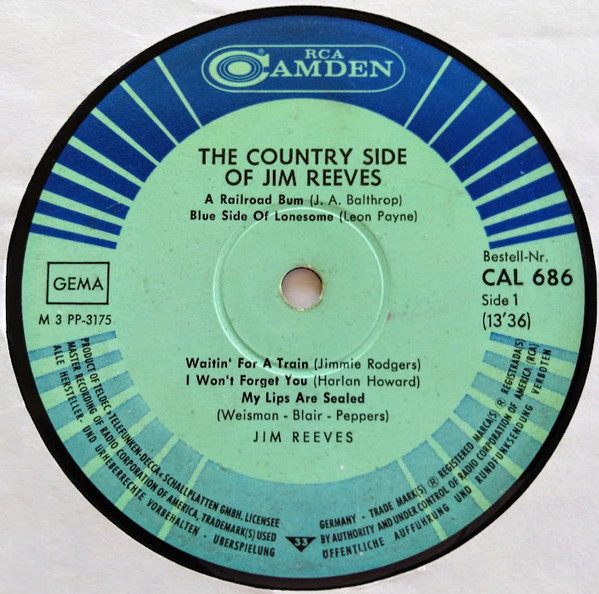 RCA
CAMDEN
THE COUNTRY SIDE
OF JIM REEVES
A Railroad Bum (J. A. Balthrop)
Blue Side Of Lonesome (Leon Payne)
GEMA
M 3 PP-3175
Bestell-Nr.
CAL 686
Side 1
(13'36)
Waitin' For A Train (Jimmie Rodgers)
I Won't Forget You (Harlan Howard)
My Lips Are Sealed
(Weisman - Blair - Peppers)
JIM REEVES
PRODUCT OF TELDEC »TELEFUNKEN-DECCA« SCHALLPLATTEN GMBH. LICENSEE
MASTER RECORDING OF RADIO CORPORATION OF AMERICA, TRADEMARK(S) USED
ALLE HERSTELLER- UND URHEBERRECHTE VORBEHALTEN - ÜBERSPIELUNG
33
GERMANY - TRADE MARK(S) ® REGISTERED MARCA(S) ® REGISTRADA(S)
BY AUTHORITY AND UNDER CONTROL OF RADIO CORPORATION OF AMERICA (RCA)
ÖFFENTLICHE AUFFÜHRUNG UND RUNDFUNKSENDUNG VERBOTEN